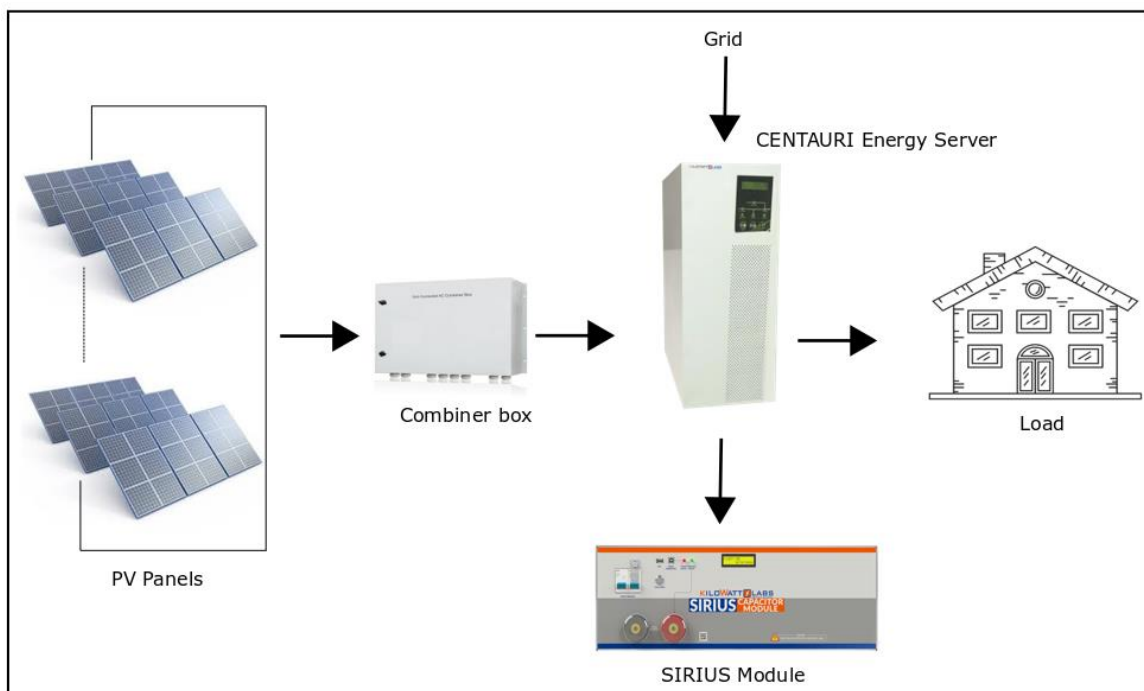 Grid
CENTAURI Energy Server
Combiner box
Load
PV Panels
KILOWATT LABS
SIRIUS CAPACITOR MODULE
SIRIUS Module